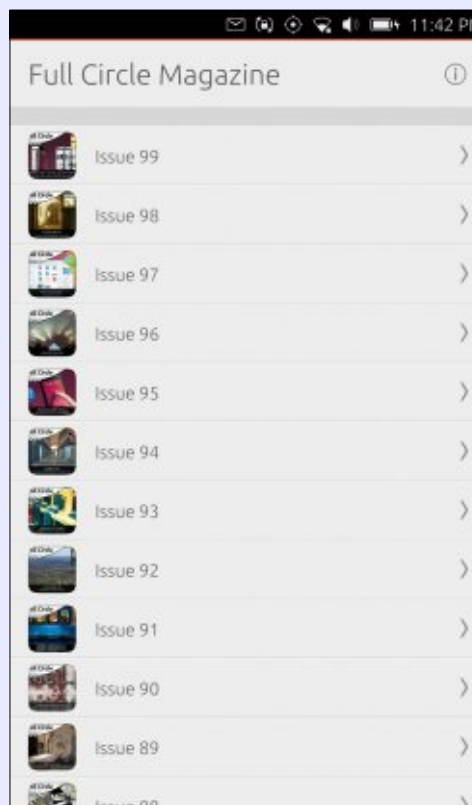 11:42 P
Full Circle Magazine
Issue 99
Issue 98
Issue 97
Issue 96
Issue 95
Issue 94
Issue 93
Issue 92
Issue 91
Issue 90
Issue 89